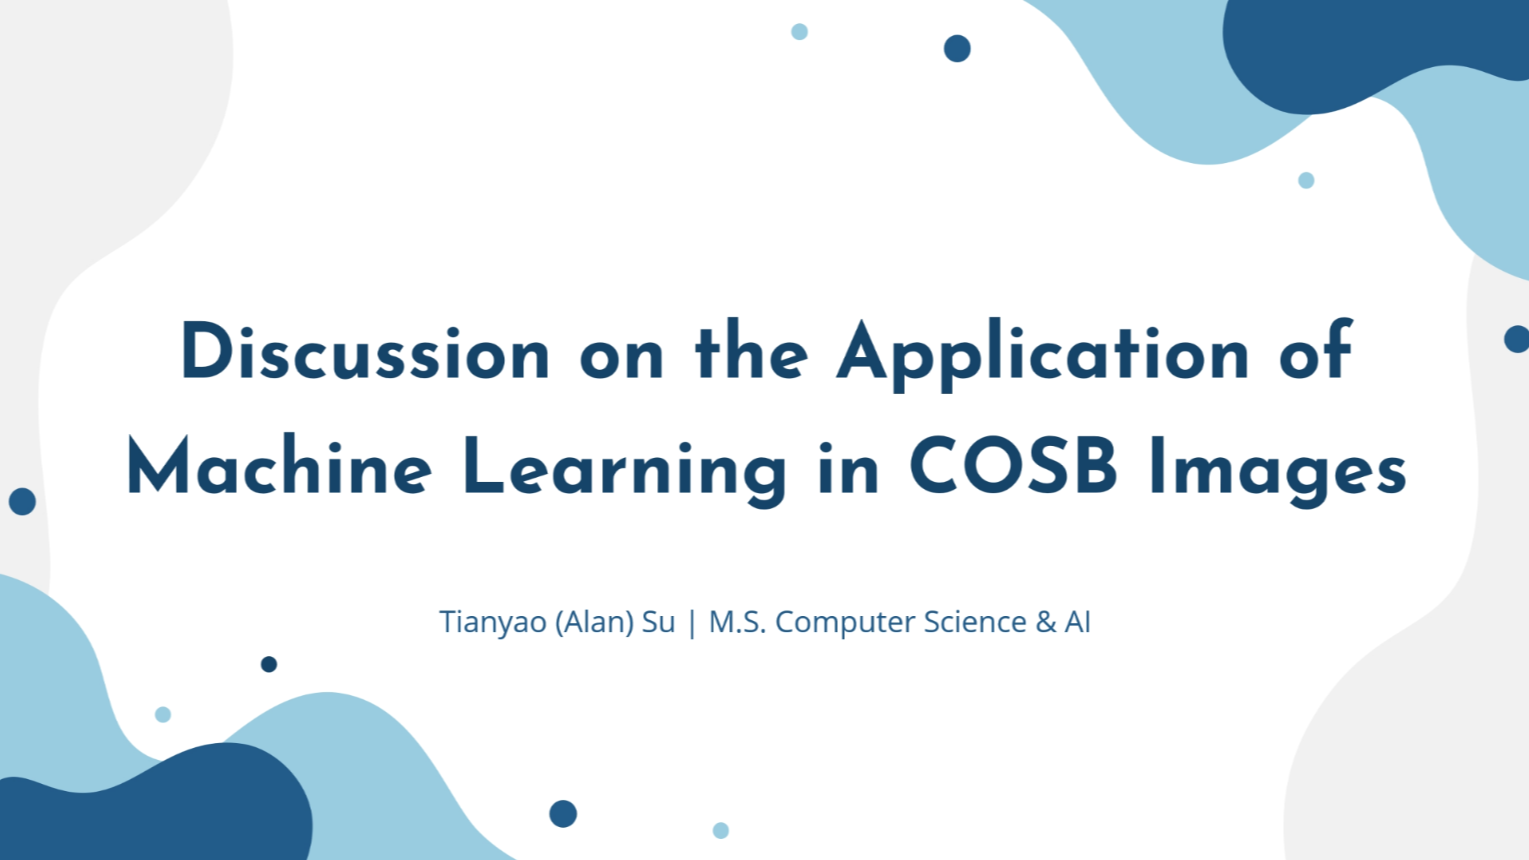 Discussion on the Application of
Machine Learning in COSB Images
Tianyao (Alan) Su | M.S. Computer Science & AI